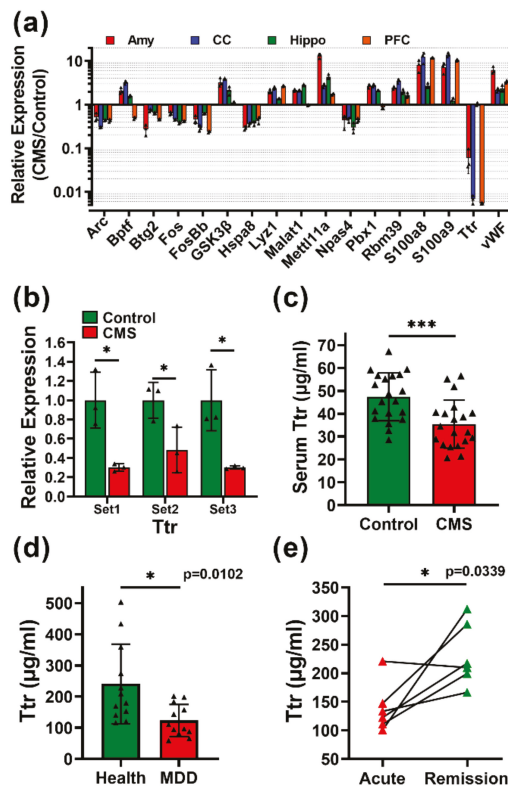 (a)
Amy CC Hippo PFC
Relative Expression
(CMS/Control)
10
1
0.1
0.01
Arc Bptf Btg2 Fos FosBb GSK3β Hspa8 Lyz1 Malat1 Mettl11a Npas4 Pbx1 Rbm39 S100a8 S100a9 Ttr vWF
(b)
Control
CMS
Relative Expression
1.6
1.4
1.2
1.0
0.8
0.6
0.4
0.2
0.0
* * *
Set1 Set2 Set3
Ttr
(c)
***
Serum Ttr (µg/ml)
70
60
50
40
30
20
10
0
Control CMS
(d)
* p=0.0102
Ttr (µg/ml)
600
500
400
300
200
100
0
Health MDD
(e)
* p=0.0339
Ttr (µg/ml)
350
300
250
200
150
100
50
Acute Remission